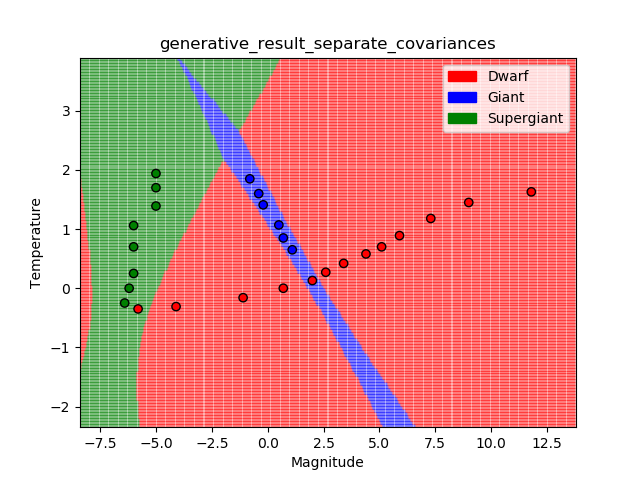 generative_result_separate_covariances
Dwarf
Giant
Supergiant
Temperature
3
2
1
0
−1
−2
−7.5 −5.0 −2.5 0.0 2.5 5.0 7.5 10.0 12.5
Magnitude